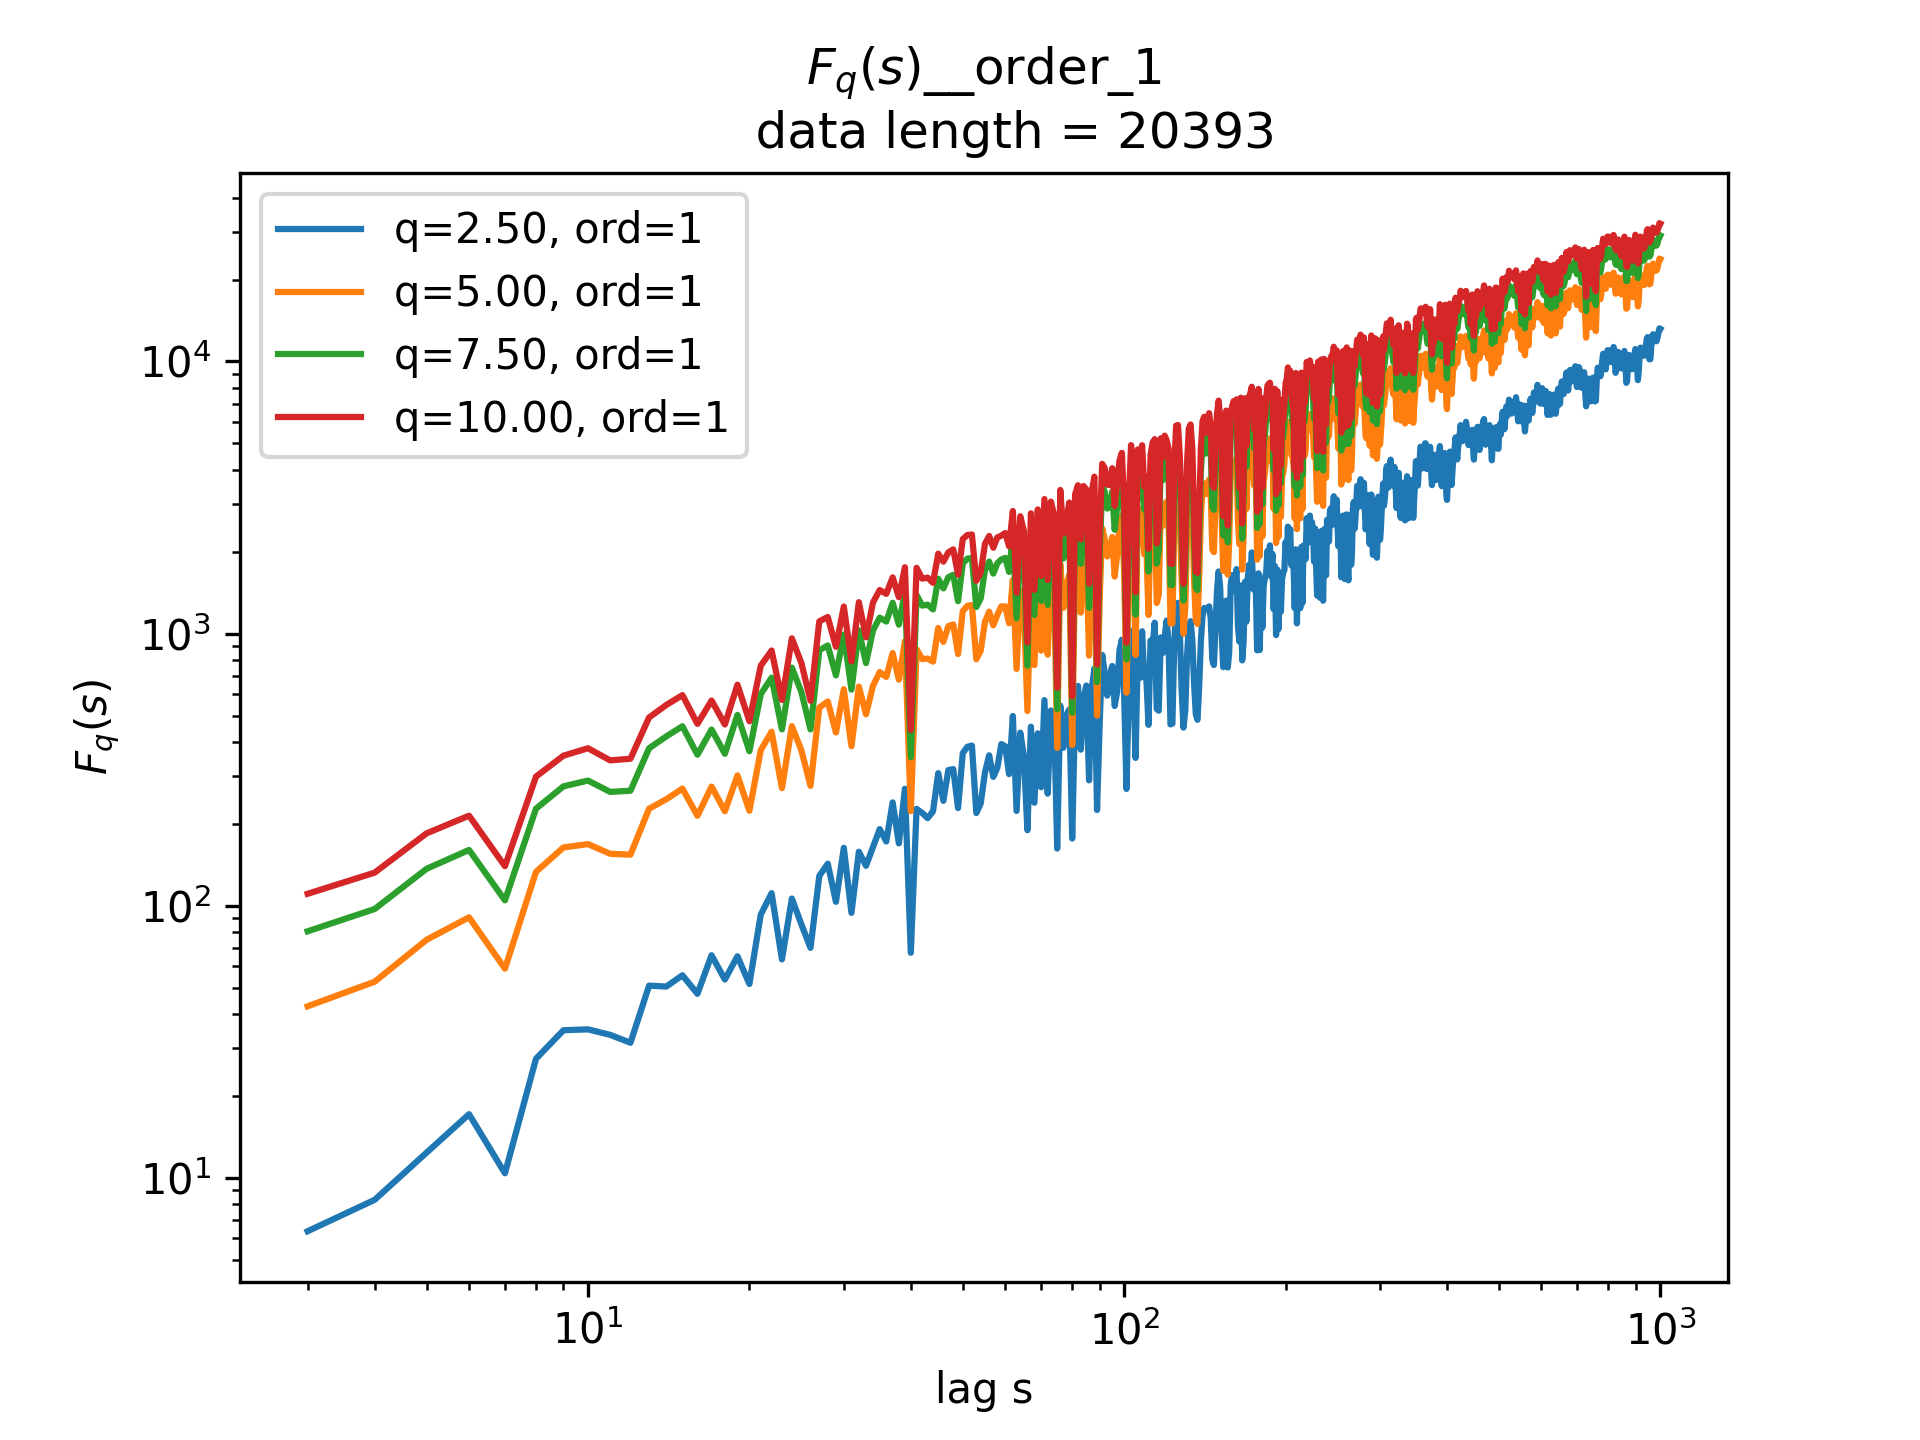 F_q(s)__order_1
data length = 20393
q=2.50, ord=1
q=5.00, ord=1
q=7.50, ord=1
q=10.00, ord=1
10^4
10^3
10^2
10^1
F_q(s)
10^1 10^2 10^3
lag s